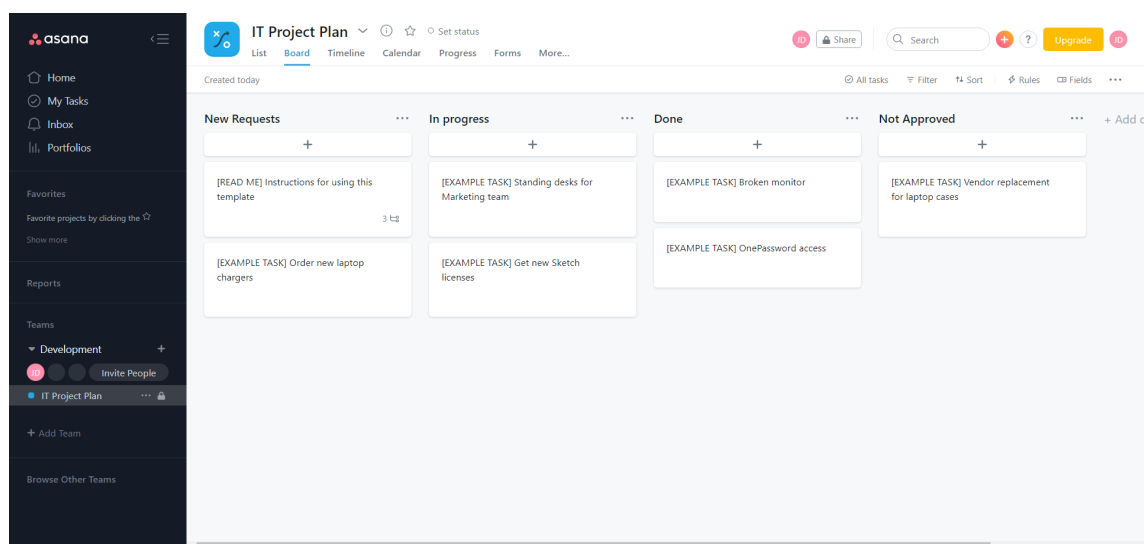 asana
Home
My Tasks
Inbox
Portfolios
Favorites
Favorite projects by clicking the
Show more
Reports
Teams
Development
+
JD
Invite People
IT Project Plan
...
+ Add Team
Browse Other Teams
IT Project Plan
Set status
List Board Timeline Calendar Progress Forms More...
JD
Share
Search
+
?
Upgrade
JD
Created today
All tasks
Filter
Sort
Rules
Fields
...
New Requests ...
+
[READ ME] Instructions for using this
template
3
[EXAMPLE TASK] Order new laptop
chargers
In progress ...
+
[EXAMPLE TASK] Standing desks for
Marketing team
[EXAMPLE TASK] Get new Sketch
licenses
Done ...
+
[EXAMPLE TASK] Broken monitor
[EXAMPLE TASK] OnePassword access
Not Approved ...
+
[EXAMPLE TASK] Vendor replacement
for laptop cases
+ Add